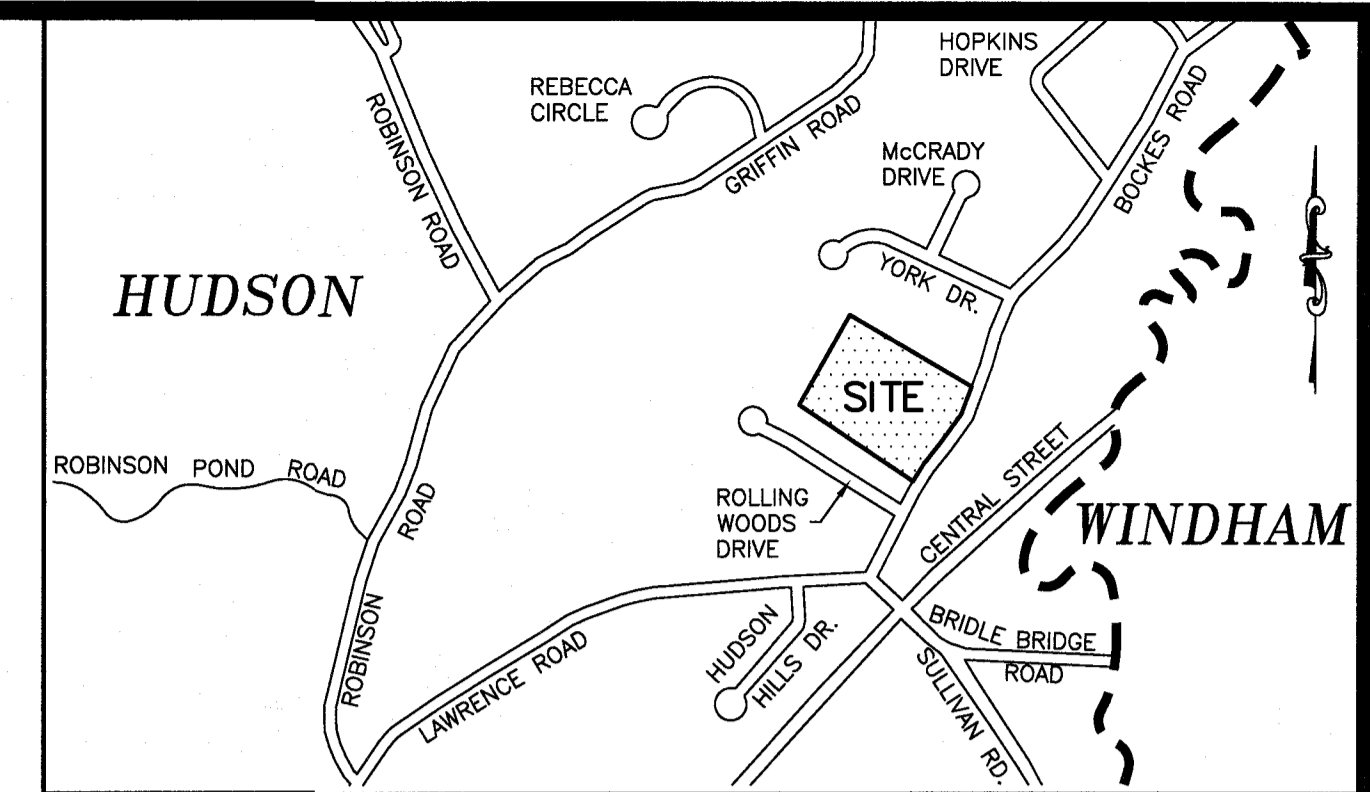 HOPKINS
DRIVE
REBECCA
CIRCLE
ROBINSON ROAD
GRIFFIN ROAD
BOCKES ROAD
McCRADY
DRIVE
YORK DR.
HUDSON
SITE
ROBINSON POND ROAD
ROAD
ROLLING
WOODS
DRIVE
CENTRAL STREET
WINDHAM
ROBINSON
LAWRENCE ROAD
HUDSON
HILLS DR.
BRIDLE BRIDGE
ROAD
SULLIVAN RD.